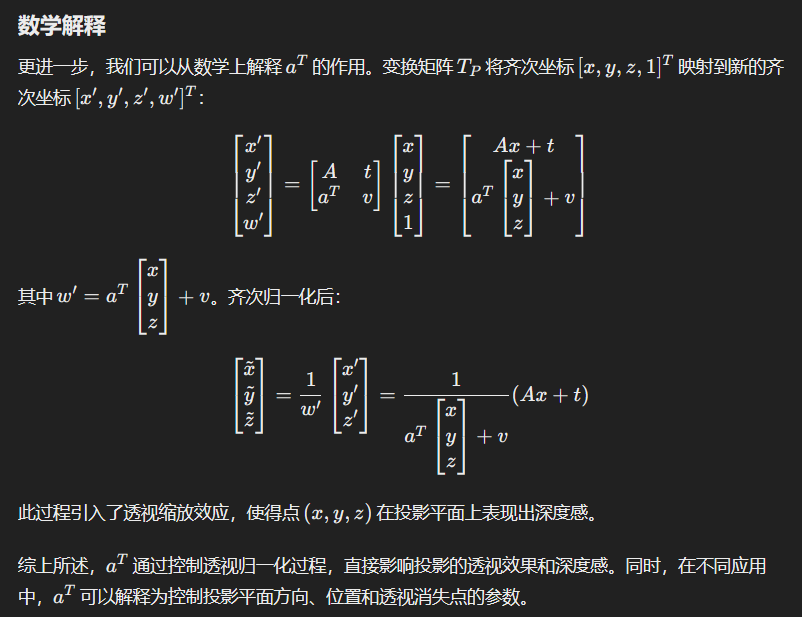 数学解释
更进一步，我们可以从数学上解释 $a^T$ 的作用。变换矩阵 $T_P$ 将齐次坐标 $[x, y, z, 1]^T$ 映射到新的齐
次坐标 $[x', y', z', w']^T$：
$$\begin{bmatrix} x' \\ y' \\ z' \\ w' \end{bmatrix} = \begin{bmatrix} A & t \\ a^T & v \end{bmatrix} \begin{bmatrix} x \\ y \\ z \\ 1 \end{bmatrix} = \begin{bmatrix} Ax + t \\ a^T \begin{bmatrix} x \\ y \\ z \end{bmatrix} + v \end{bmatrix}$$
其中 $w' = a^T \begin{bmatrix} x \\ y \\ z \end{bmatrix} + v$。齐次归一化后：
$$\begin{bmatrix} \tilde{x} \\ \tilde{y} \\ \tilde{z} \end{bmatrix} = \frac{1}{w'} \begin{bmatrix} x' \\ y' \\ z' \end{bmatrix} = \frac{1}{a^T \begin{bmatrix} x \\ y \\ z \end{bmatrix} + v} (Ax + t)$$
此过程引入了透视缩放效应，使得点 $(x, y, z)$ 在投影平面上表现出深度感。
综上所述，$a^T$ 通过控制透视归一化过程，直接影响投影的透视效果和深度感。同时，在不同应用
中，$a^T$ 可以解释为控制投影平面方向、位置和透视消失点的参数。